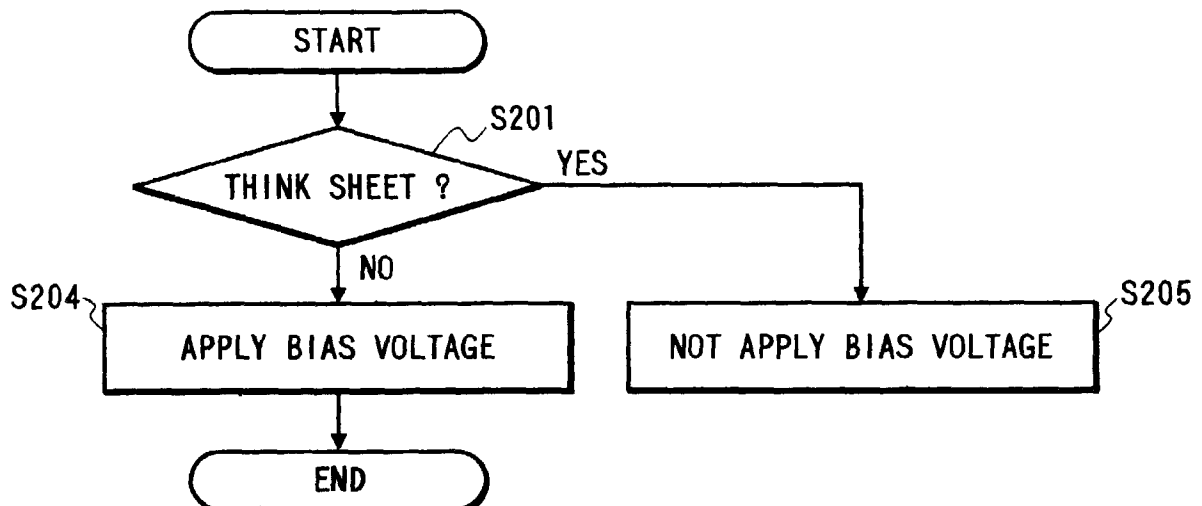 START
S201
THINK SHEET ?
YES
NO
S204
APPLY BIAS VOLTAGE
NOT APPLY BIAS VOLTAGE
S205
END